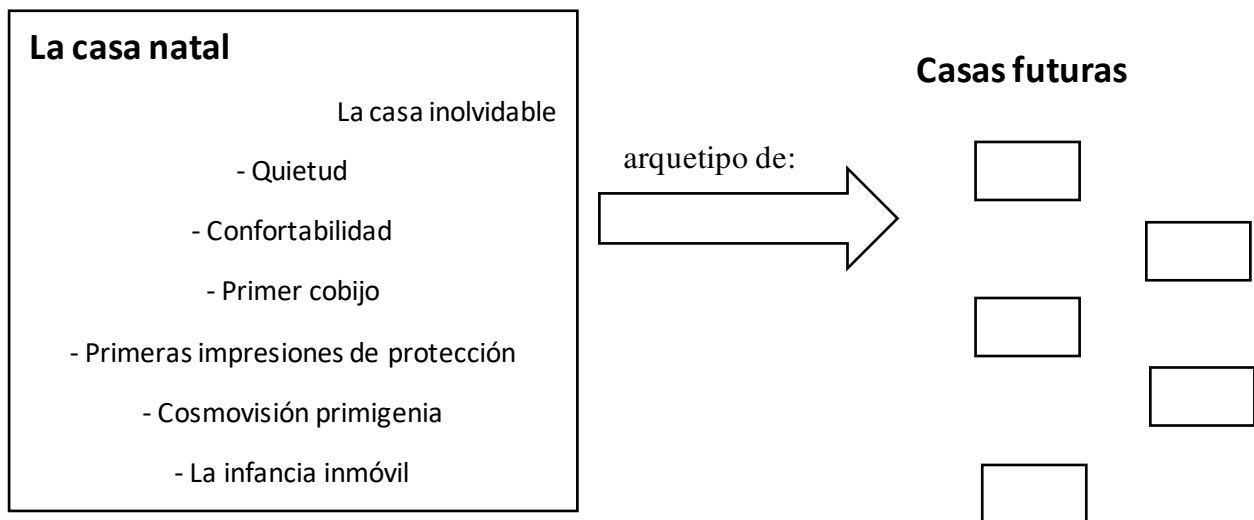 La casa natal
La casa inolvidable
- Quietud
- Confortabilidad
- Primer cobijo
- Primeras impresiones de protección
- Cosmovisión primigenia
- La infancia inmóvil
arquetipo de:
Casas futuras